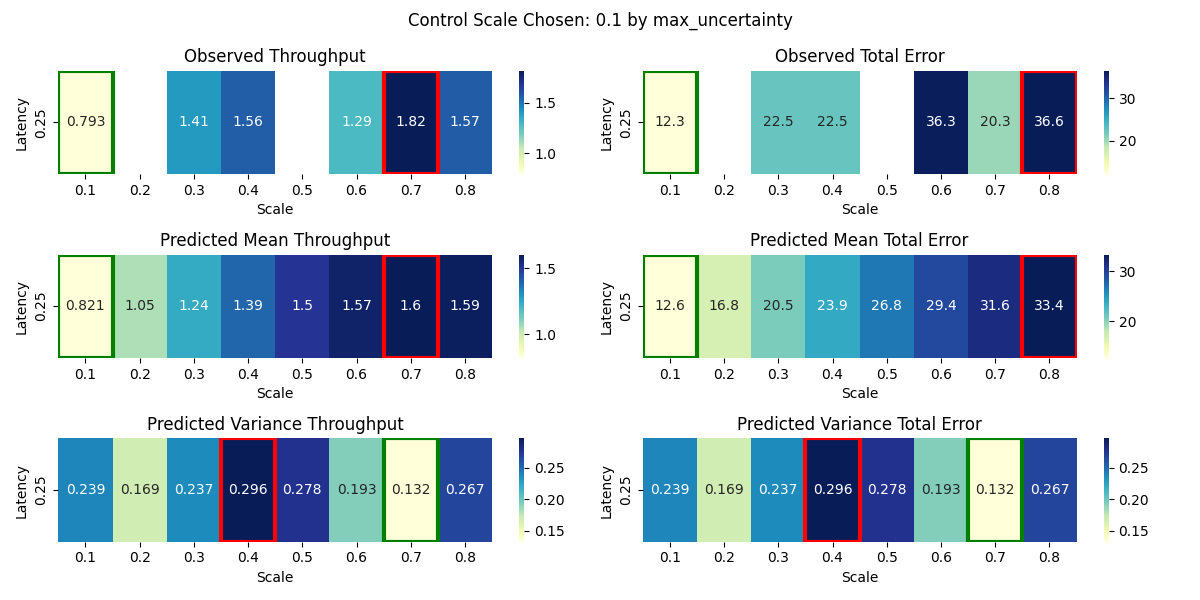 Control Scale Chosen: 0.1 by max_uncertainty
Observed Throughput
Latency
0.25
0.793 1.41 1.56 1.29 1.82 1.57
0.1 0.2 0.3 0.4 0.5 0.6 0.7 0.8
Scale
1.5
1.0
Observed Total Error
Latency
0.25
12.3 22.5 22.5 36.3 20.3 36.6
0.1 0.2 0.3 0.4 0.5 0.6 0.7 0.8
Scale
30
20
Predicted Mean Throughput
Latency
0.25
0.821 1.05 1.24 1.39 1.5 1.57 1.6 1.59
0.1 0.2 0.3 0.4 0.5 0.6 0.7 0.8
Scale
1.5
1.0
Predicted Mean Total Error
Latency
0.25
12.6 16.8 20.5 23.9 26.8 29.4 31.6 33.4
0.1 0.2 0.3 0.4 0.5 0.6 0.7 0.8
Scale
30
20
Predicted Variance Throughput
Latency
0.25
0.239 0.169 0.237 0.296 0.278 0.193 0.132 0.267
0.1 0.2 0.3 0.4 0.5 0.6 0.7 0.8
Scale
0.25
0.20
0.15
Predicted Variance Total Error
Latency
0.25
0.239 0.169 0.237 0.296 0.278 0.193 0.132 0.267
0.1 0.2 0.3 0.4 0.5 0.6 0.7 0.8
Scale
0.25
0.20
0.15